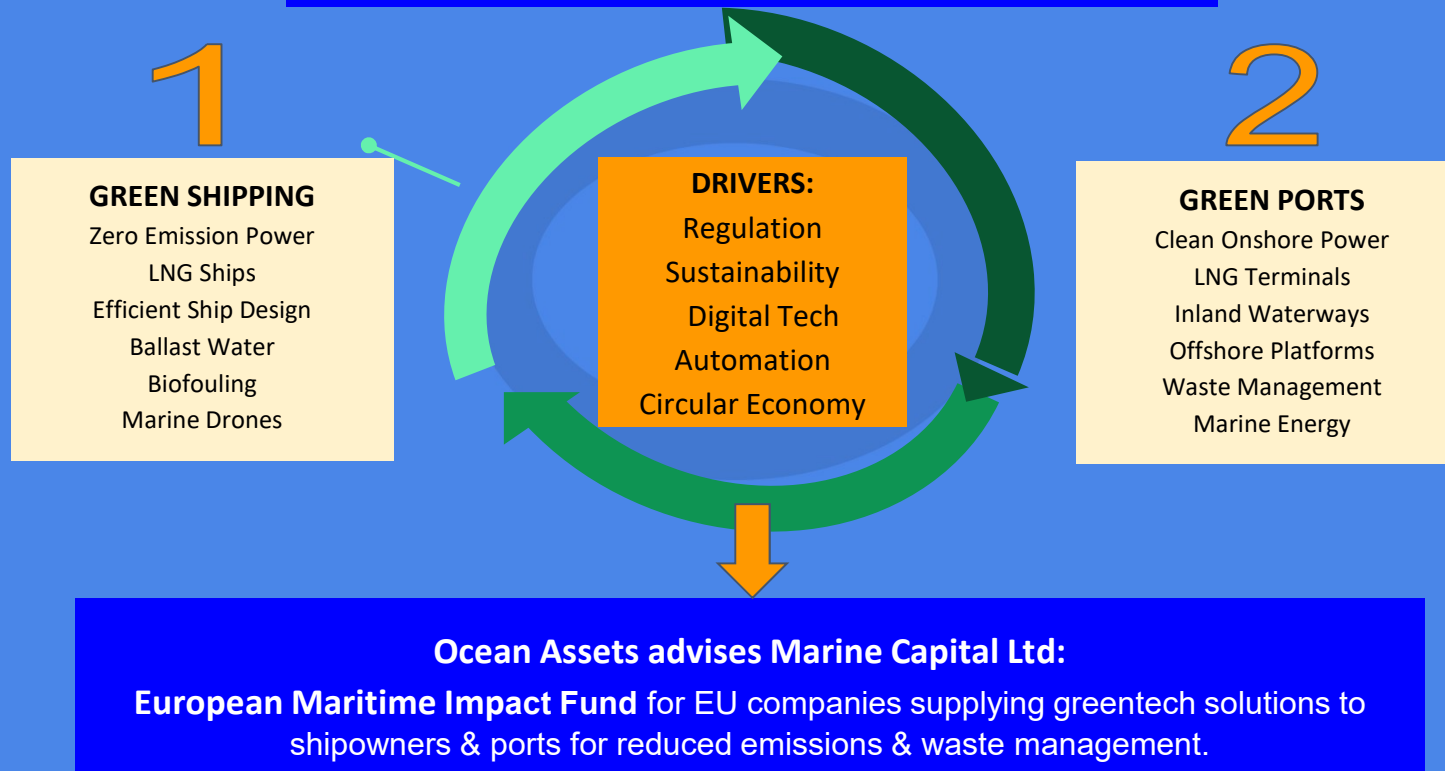 1
2
GREEN SHIPPING
Zero Emission Power
LNG Ships
Efficient Ship Design
Ballast Water
Biofouling
Marine Drones
DRIVERS:
Regulation
Sustainability
Digital Tech
Automation
Circular Economy
GREEN PORTS
Clean Onshore Power
LNG Terminals
Inland Waterways
Offshore Platforms
Waste Management
Marine Energy
Ocean Assets advises Marine Capital Ltd:
European Maritime Impact Fund for EU companies supplying greentech solutions to
shipowners & ports for reduced emissions & waste management.